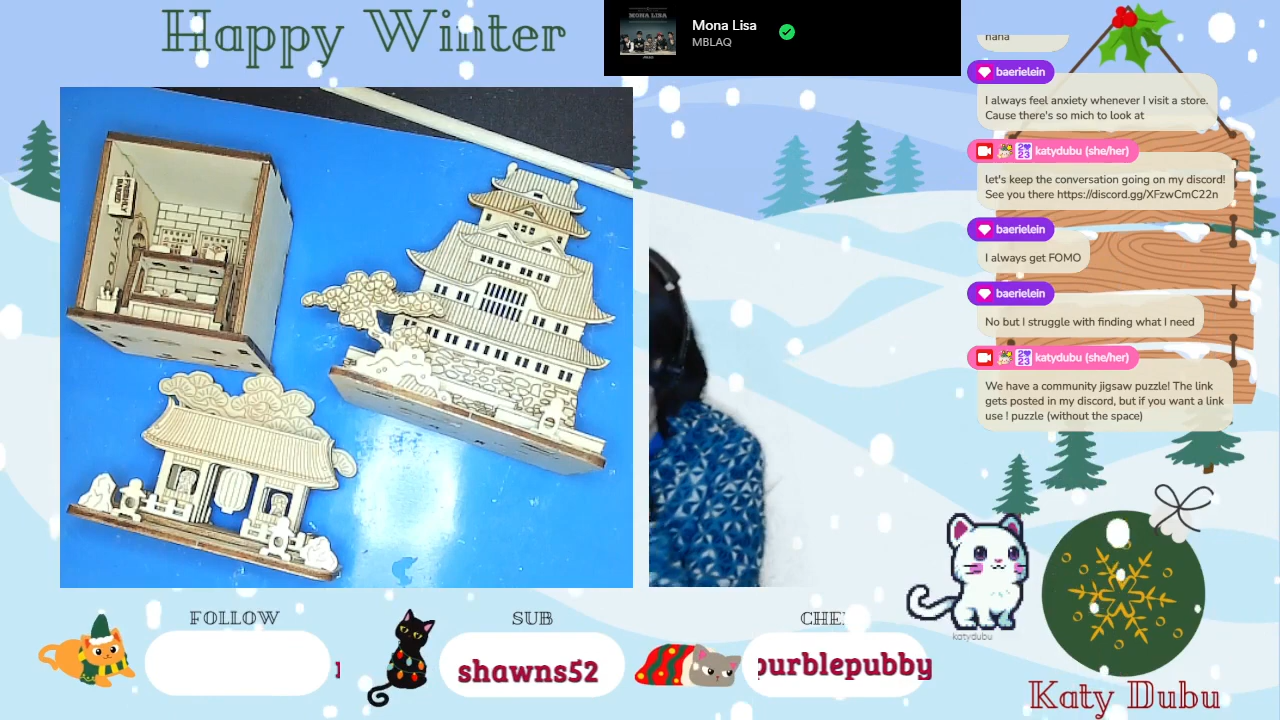 Happy Winter
MONA LISA
Mona Lisa
MBLAQ
haha
baerielein
I always feel anxiety whenever I visit a store.
Cause there's so mich to look at
katydubu (she/her)
let's keep the conversation going on my discord!
See you there https://discord.gg/XFzwCmC22n
baerielein
I always get FOMO
baerielein
No but I struggle with finding what I need
katydubu (she/her)
We have a community jigsaw puzzle! The link
gets posted in my discord, but if you want a link
use ! puzzle (without the space)
katydubu
FOLLOW
SUB
shawns52
CHE
purblepubby
Katy Dubu